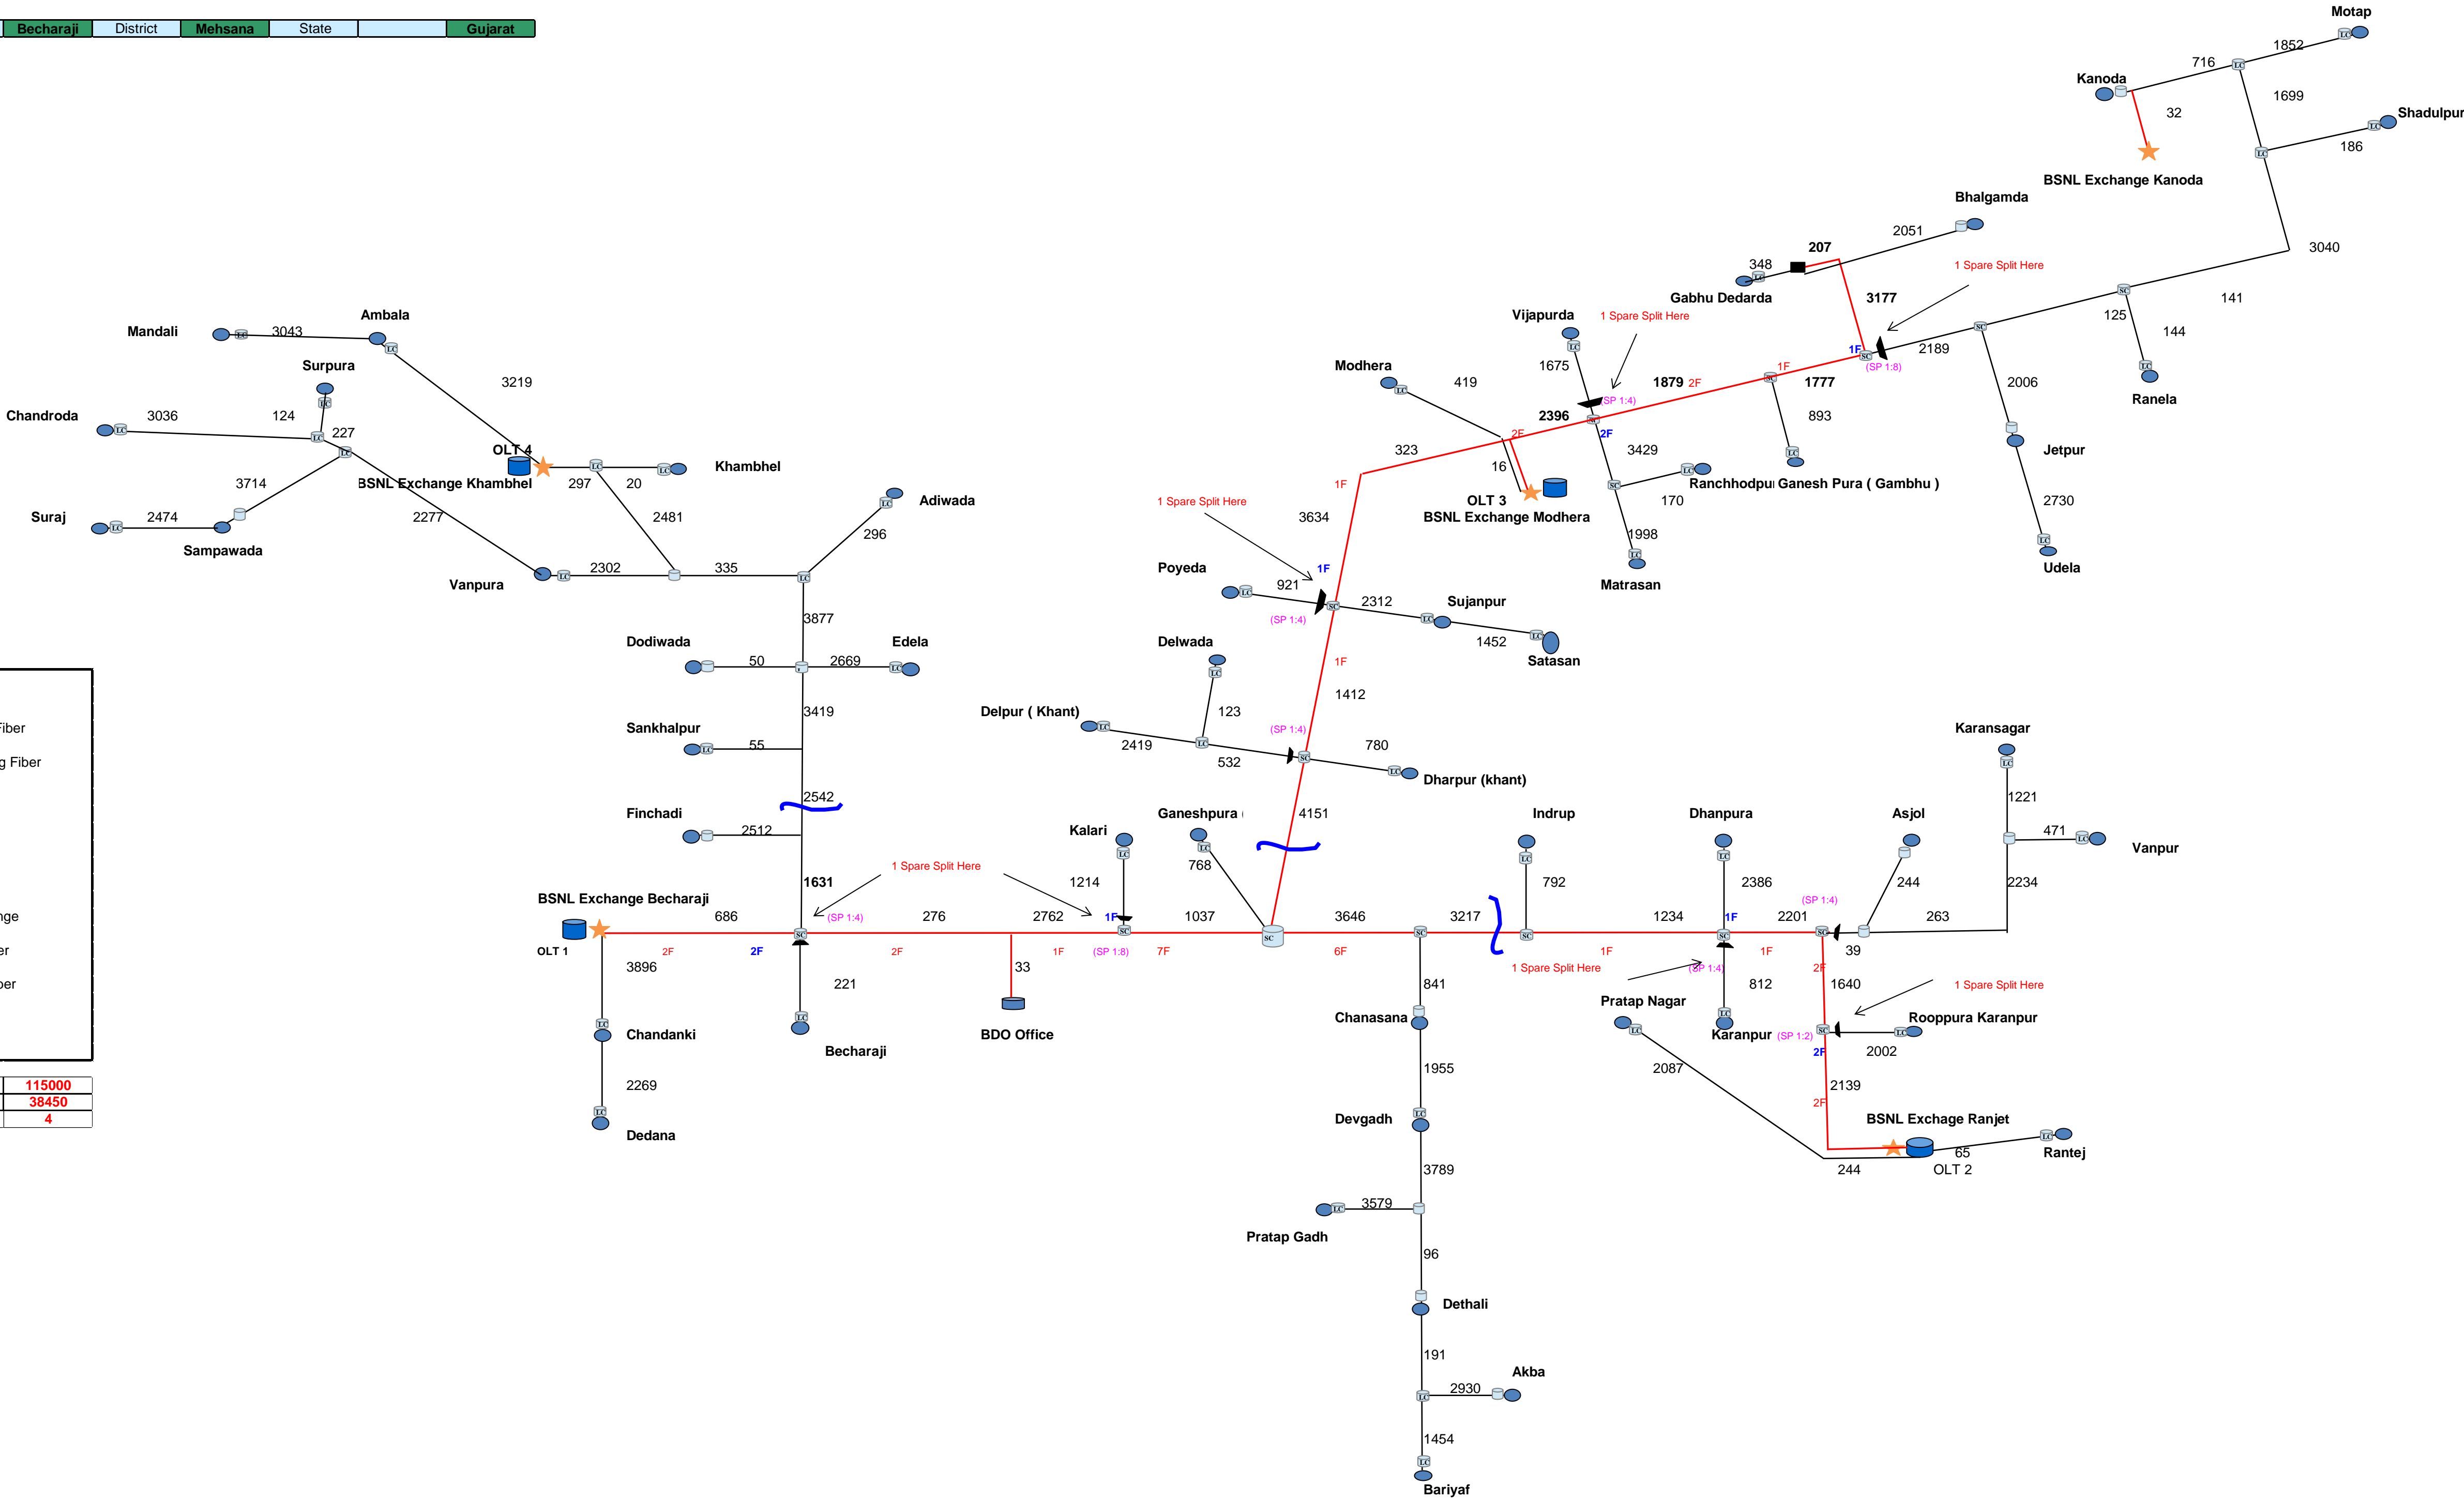 Becharaji District Mehsana State Gujarat
Motap
1852
716
Kanoda
1699
32
Shadulpur
186
BSNL Exchange Kanoda
Bhalgamda
2051
207
3040
348
1 Spare Split Here
Gabhu Dedarda
3177
141
Ambala
Vijapurda
1 Spare Split Here
125
Mandali
3043
144
1F
2189
Surpura
Modhera
1675
1F
(SP 1:8)
3219
419
1879 2F
1777
2006
Ranela
(SP 1:4)
Chandroda
3036
124
2396
893
227
2F
2F
OLT 4
323
3429
Jetpur
Khambhel
16
BSNL Exchange Khambhel
297
20
1F
Ranchhodpu
Ganesh Pura ( Gambhu )
3714
1 Spare Split Here
OLT 3
170
2730
Adiwada
Suraj
2474
2277
2481
3634
BSNL Exchange Modhera
296
1998
Sampawada
2302
335
Poyeda
1F
Udela
Vanpura
921
Matrasan
2312
Sujanpur
3877
(SP 1:4)
Dodiwada
Edela
Delwada
1452
50
2669
1F
Satasan
1412
Delpur ( Khant)
123
3419
Sankhalpur
(SP 1:4)
Karansagar
Fiber
55
2419
780
532
g Fiber
Dharpur (khant)
2542
1221
Finchadi
Ganeshpura (
4151
Indrup
Dhanpura
Asjol
2512
Kalari
471
Vanpur
1 Spare Split Here
768
1631
1214
792
2386
244
2234
BSNL Exchange Becharaji
(SP 1:4)
nge
686
(SP 1:4)
276
2762
1F
1037
3646
3217
1234
1F
2201
263
OLT 1
2F
2F
2F
1F
(SP 1:8)
7F
6F
1F
1F
39
er
3896
33
1 Spare Split Here
(SP 1:4)
2F
ber
221
841
812
1640
1 Spare Split Here
Pratap Nagar
Chanasana
Rooppura Karanpur
Chandanki
BDO Office
Karanpur
(SP 1:2)
Becharaji
2F
2002
1955
2087
115000
2269
2139
38450
2F
4
Devgadh
BSNL Exchage Ranjet
Dedana
65
Rantej
3789
244
OLT 2
3579
Pratap Gadh
96
Dethali
191
Akba
2930
1454
Bariyaf